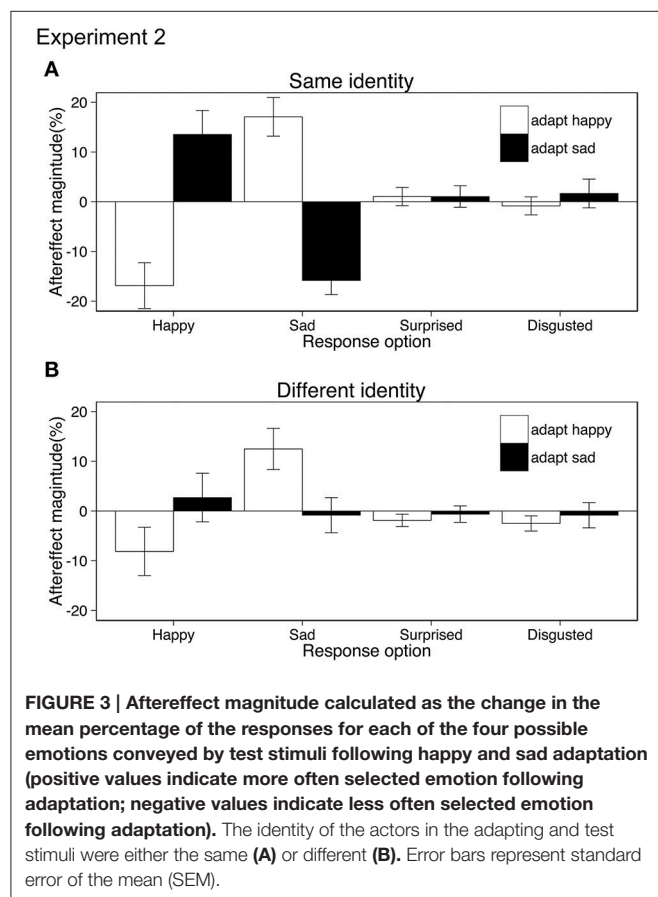 Experiment 2
A
Same identity
Aftereffect magintude(%)
20
10
0
-10
-20
adapt happy
adapt sad
Happy Sad Surprised Disgusted
Response option
B
Different identity
Aftereffect magintude(%)
20
10
0
-10
-20
adapt happy
adapt sad
Happy Sad Surprised Disgusted
Response option
FIGURE 3 | Aftereffect magnitude calculated as the change in the
mean percentage of the responses for each of the four possible
emotions conveyed by test stimuli following happy and sad adaptation
(positive values indicate more often selected emotion following
adaptation; negative values indicate less often selected emotion
following adaptation). The identity of the actors in the adapting and test
stimuli were either the same (A) or different (B). Error bars represent standard
error of the mean (SEM).